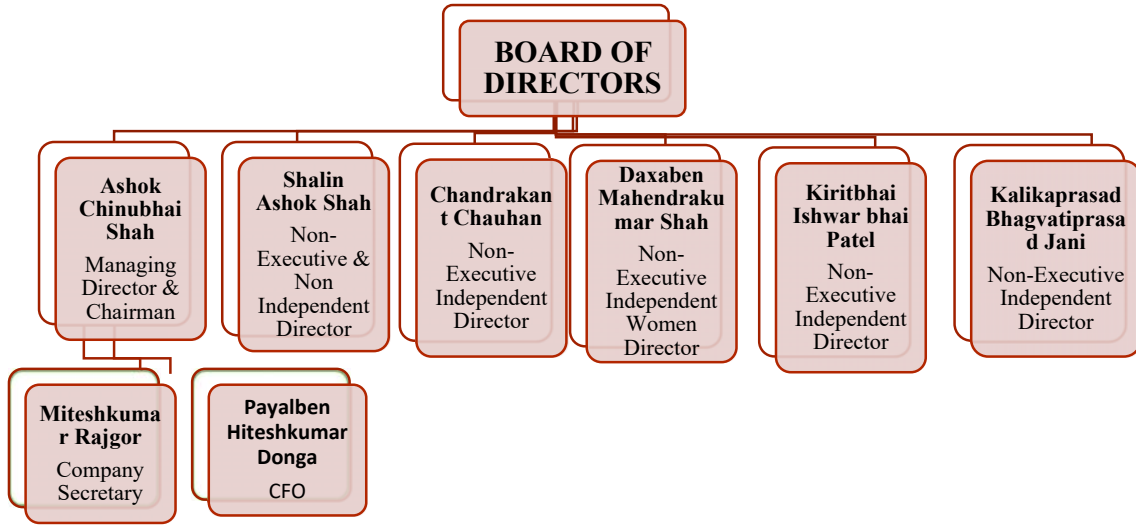 BOARD OF
DIRECTORS
Ashok
Chinubhai
Shah
Managing
Director &
Chairman
Shalin
Ashok Shah
Non-
Executive &
Non
Independent
Director
Chandrakan
t Chauhan
Non-
Executive
Independent
Director
Daxaben
Mahendraku
mar Shah
Non-
Executive
Independent
Women
Director
Kiritbhai
Ishwar bhai
Patel
Non-
Executive
Independent
Director
Kalikaprasad
Bhagvatipras­a
d Jani
Non-Executive
Independent
Director
Miteshkuma
r Rajgor
Company
Secretary
Payalben
Hiteshkumar
Donga
CFO